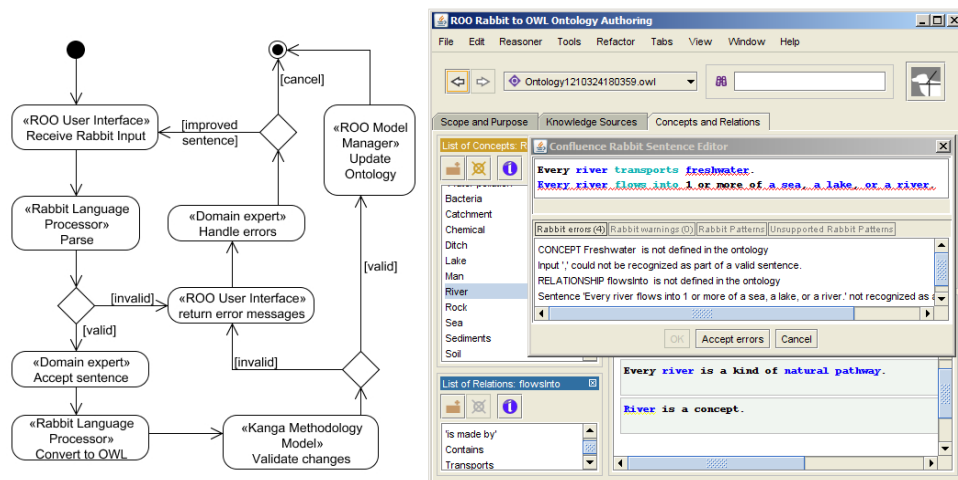 [cancel]
«ROO User Interface»
Receive Rabbit Input
[improved
sentence]
«ROO Model
Manager»
Update
Ontology
«Rabbit Language
Processor»
Parse
«Domain expert»
Handle errors
[valid]
[invalid]
«ROO User Interface»
return error messages
[valid]
[invalid]
«Domain expert»
Accept sentence
«Rabbit Language
Processor»
Convert to OWL
«Kanga Methodology
Model»
Validate changes
ROO Rabbit to OWL Ontology Authoring
File Edit Reasoner Tools Refactor Tabs View Window Help
Ontology1210324180359.owl
Scope and Purpose Knowledge Sources Concepts and Relations
List of Concepts: R
Bacteria
Catchment
Chemical
Ditch
Lake
Man
River
Rock
Sea
Sediments
Soil
Confluence Rabbit Sentence Editor
Every river transports freshwater.
Every river flows into 1 or more of a sea, a lake, or a river.
Rabbit errors (4) Rabbit warnings (0) Rabbit Patterns Unsupported Rabbit Patterns
CONCEPT Freshwater is not defined in the ontology
Input ',' could not be recognized as part of a valid sentence.
RELATIONSHIP flowsInto is not defined in the ontology
Sentence 'Every river flows into 1 or more of a sea, a lake, or a river.' not recognized as
OK Accept errors Cancel
List of Relations: flowsInto
'is made by'
Contains
Transports
Every river is a kind of natural pathway.
River is a concept.